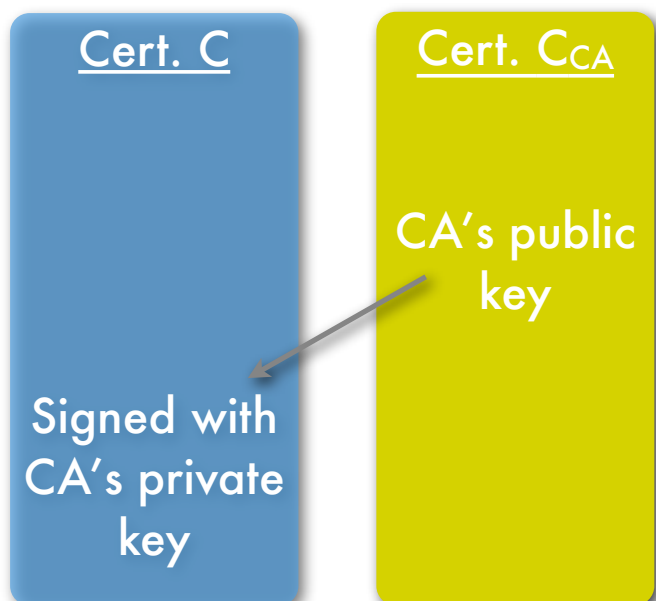 Cert. C
Signed with
CA’s private
key
Cert. CCA
CA’s public
key